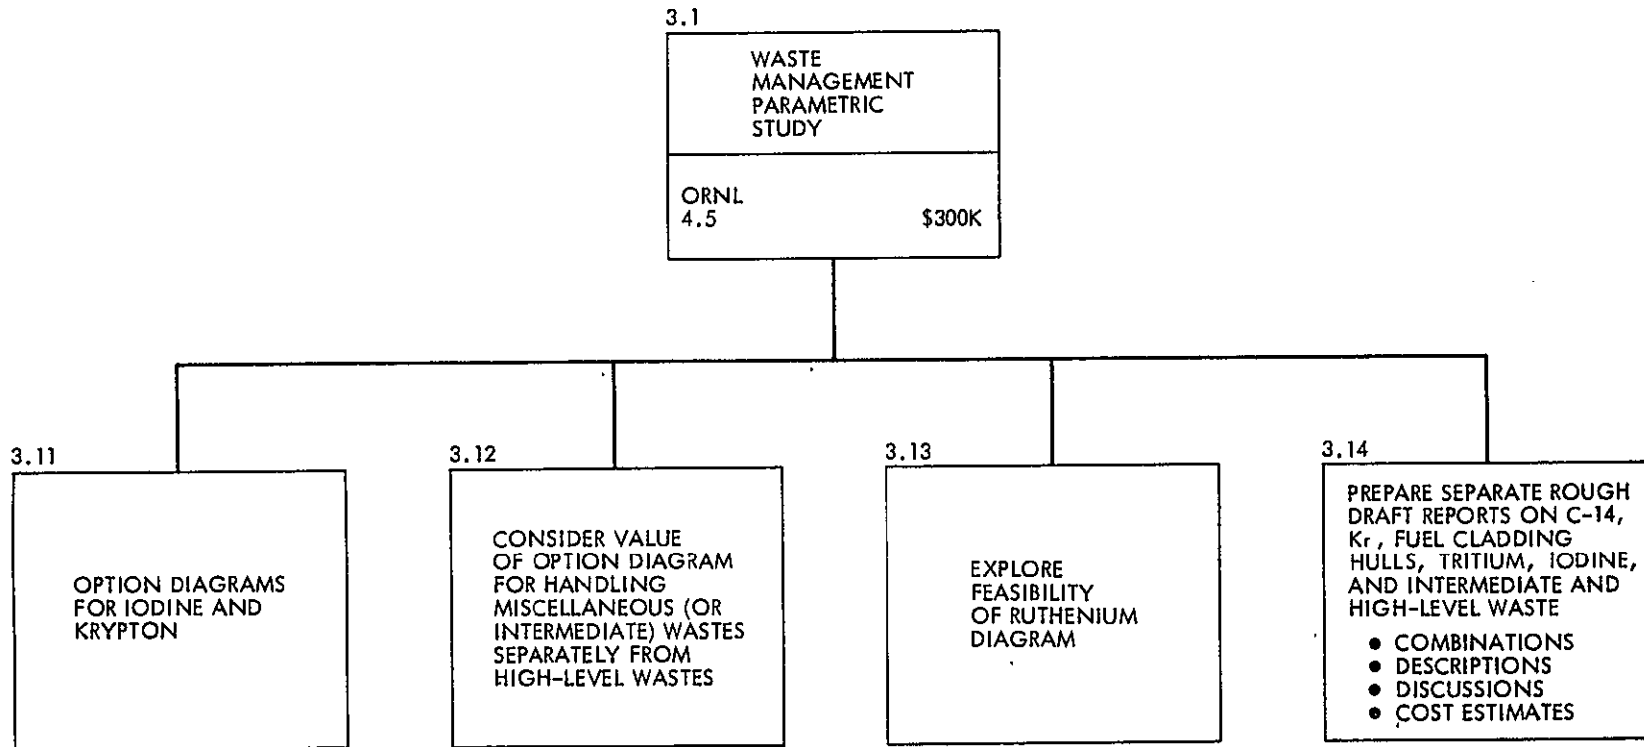 3.1
WASTE
MANAGEMENT
PARAMETRIC
STUDY
ORNL
4.5 $300K
3.11
OPTION DIAGRAMS
FOR IODINE AND
KRYPTON
3.12
CONSIDER VALUE
OF OPTION DIAGRAM
FOR HANDLING
MISCELLANEOUS (OR
INTERMEDIATE) WASTES
SEPARATELY FROM
HIGH-LEVEL WASTES
3.13
EXPLORE
FEASIBILITY
OF RUTHENIUM
DIAGRAM
3.14
PREPARE SEPARATE ROUGH
DRAFT REPORTS ON C-14,
Kr, FUEL CLADDING
HULLS, TRITIUM, IODINE,
AND INTERMEDIATE AND
HIGH-LEVEL WASTE
• COMBINATIONS
• DESCRIPTIONS
• DISCUSSIONS
• COST ESTIMATES